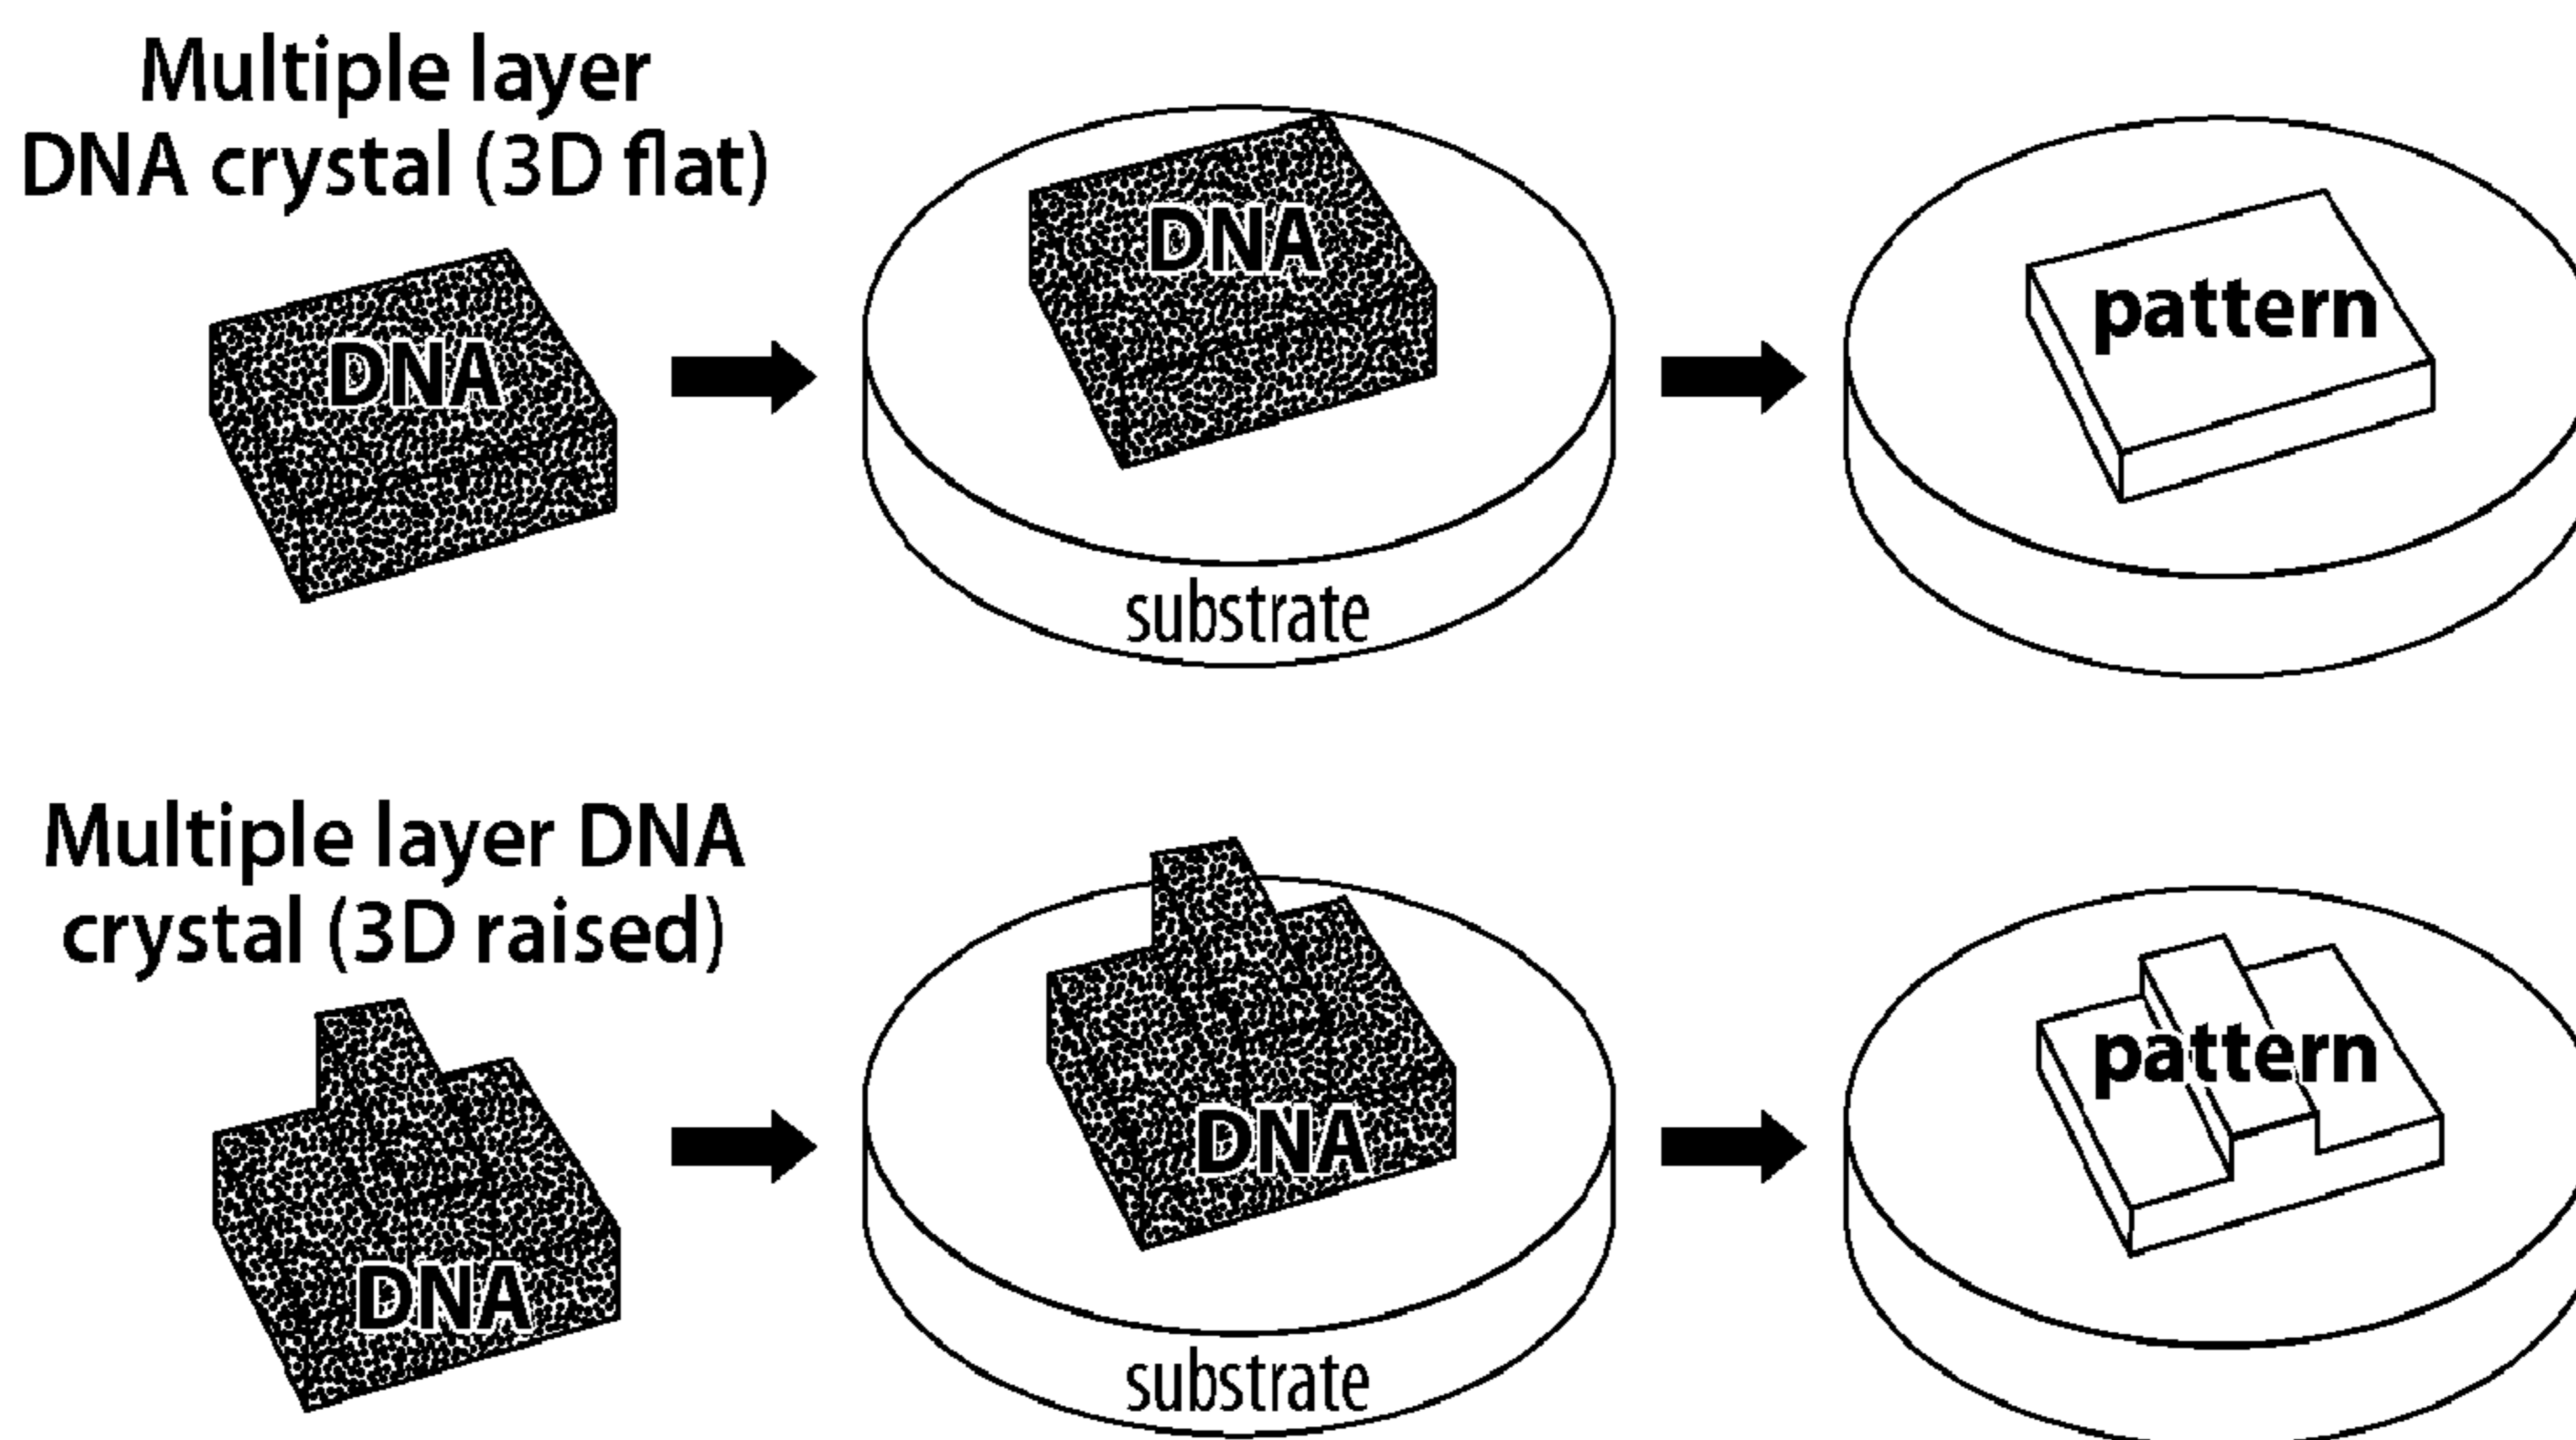 Multiple layer
DNA crystal (3D flat)
DNA
DNA
pattern
substrate
Multiple layer DNA
crystal (3D raised)
DNA
DNA
pattern
substrate